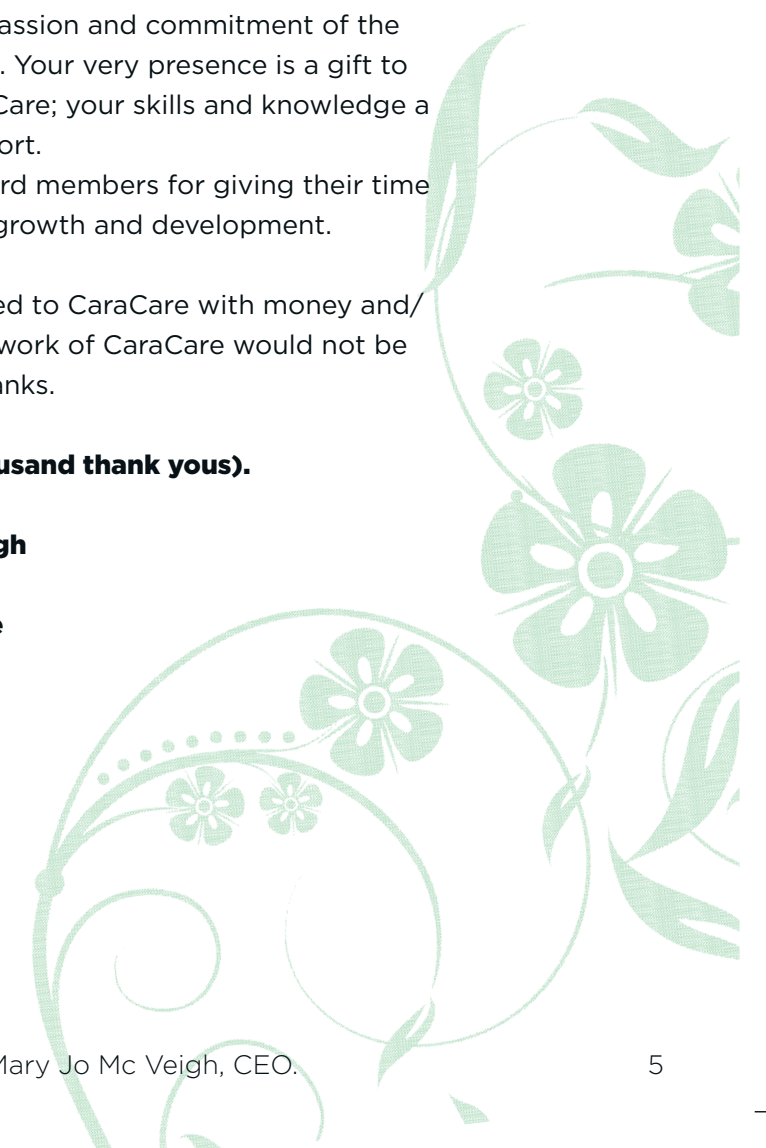 assion and commitment of the
. Your very presence is a gift to
Care; your skills and knowledge a
ort.
rd members for giving their time
growth and development.
ed to CaraCare with money and/
work of CaraCare would not be
anks.
usand thank yous).
gh
e
Mary Jo Mc Veigh, CEO. 5